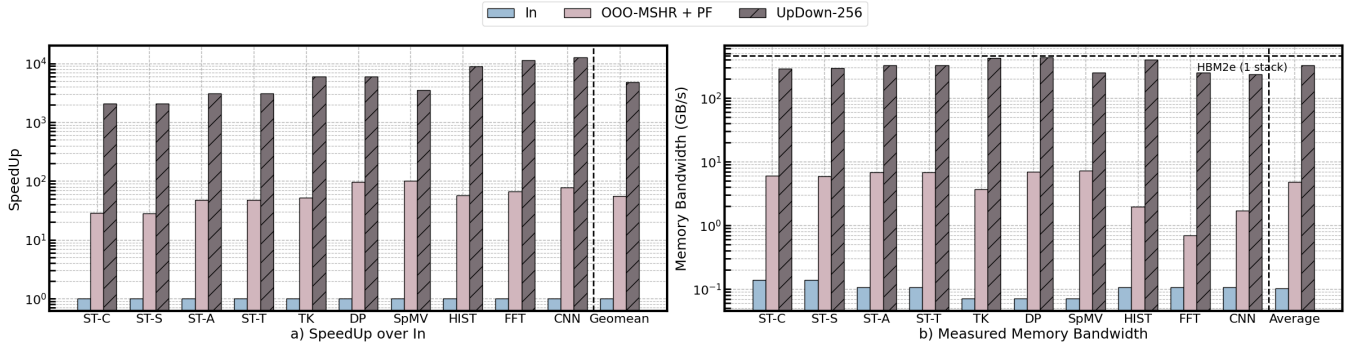 In OOO-MSHR + PF UpDown-256
SpeedUp
10^4
10^3
10^2
10^1
10^0
ST-C ST-S ST-A ST-T TK DP SpMV HIST FFT CNN Geomean
a) SpeedUp over In
Memory Bandwidth (GB/s)
10^2
10^1
10^0
10^-1
HBM2e (1 stack)
ST-C ST-S ST-A ST-T TK DP SpMV HIST FFT CNN Average
b) Measured Memory Bandwidth